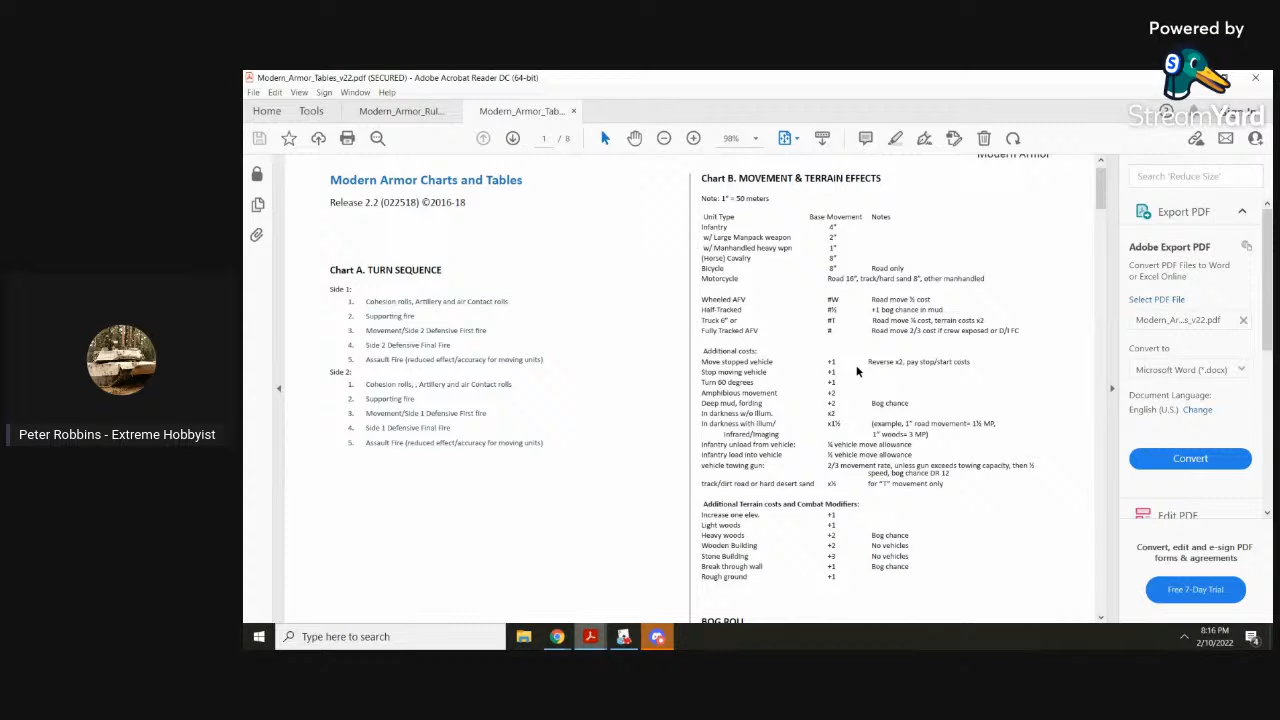 Powered by
StreamYard
Modern_Armor_Tables_v22.pdf (SECURED) - Adobe Acrobat Reader DC (64-bit)
File Edit View Sign Window Help
Home Tools Modern_Armor_Rul... Modern_Armor_Tab... ×
1 / 8 98%
Modern Armor
Modern Armor Charts and Tables
Release 2.2 (022518) ©2016-18
Chart A. TURN SEQUENCE
Side 1:
1. Cohesion rolls, Artillery and air Contact rolls
2. Supporting fire
3. Movement/Side 2 Defensive First fire
4. Side 2 Defensive Final Fire
5. Assault Fire (reduced effect/accuracy for moving units)
Side 2:
1. Cohesion rolls, , Artillery and air Contact rolls
2. Supporting fire
3. Movement/Side 1 Defensive First fire
4. Side 1 Defensive Final Fire
5. Assault Fire (reduced effect/accuracy for moving units)
Chart B. MOVEMENT & TERRAIN EFFECTS
Note: 1" = 50 meters
Unit Type Base Movement Notes
Infantry 4"
w/ Large Manpack weapon 2"
w/ Manhandled heavy wpn 1"
(Horse) Cavalry 8"
Bicycle 8" Road only
Motorcycle Road 16", track/hard sand 8", other manhandled
Wheeled AFV #W Road move ½ cost
Half-Tracked #½ +1 bog chance in mud
Truck 6" or #T Road move ¼ cost, terrain costs x2
Fully Tracked AFV # Road move 2/3 cost if crew exposed or D/I FC
Additional costs:
Move stopped vehicle +1 Reverse x2, pay stop/start costs
Stop moving vehicle +1
Turn 60 degrees +1
Amphibious movement +2
Deep mud, fording +2 Bog chance
In darkness w/o Illum. x2
In darkness with Illum/ x1½ (example, 1" road movement= 1½ MP,
Infrared/Imaging 1" woods= 3 MP)
Infantry unload from vehicle: ¼ vehicle move allowance
Infantry load into vehicle ½ vehicle move allowance
vehicle towing gun: 2/3 movement rate, unless gun exceeds towing capacity, then ½
speed, bog chance DR 12
track/dirt road or hard desert sand x½ for "T" movement only
Additional Terrain costs and Combat Modifiers:
Increase one elev. +1
Light woods +1
Heavy woods +2 Bog chance
Wooden Building +2 No vehicles
Stone Building +3 No vehicles
Break through wall +1 Bog chance
Rough ground +1
BOG ROLL
Search 'Reduce Size'
Export PDF
Adobe Export PDF
Convert PDF Files to Word
or Excel Online
Select PDF File
Modern_Ar...s_v22.pdf
Convert to
Microsoft Word (*.docx)
Document Language:
English (U.S.) Change
Convert
Edit PDF
Convert, edit and e-sign PDF
forms & agreements
Free 7-Day Trial
Peter Robbins - Extreme Hobbyist
Type here to search
8:16 PM
2/10/2022
4